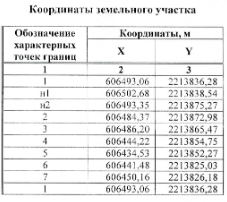 Координаты земельного участка
Обозначение характерных точек границ Координаты, м
X Y
1 2 3
1 606493,06 2213836,28
н1 606502,68 2213838,54
н2 606493,35 2213875,27
2 606484,37 2213872,98
3 606486,20 2213865,47
4 606444,22 2213854,75
5 606434,53 2213852,27
6 606441,48 2213825,03
7 606450,16 2213826,18
1 606493,06 2213836,28